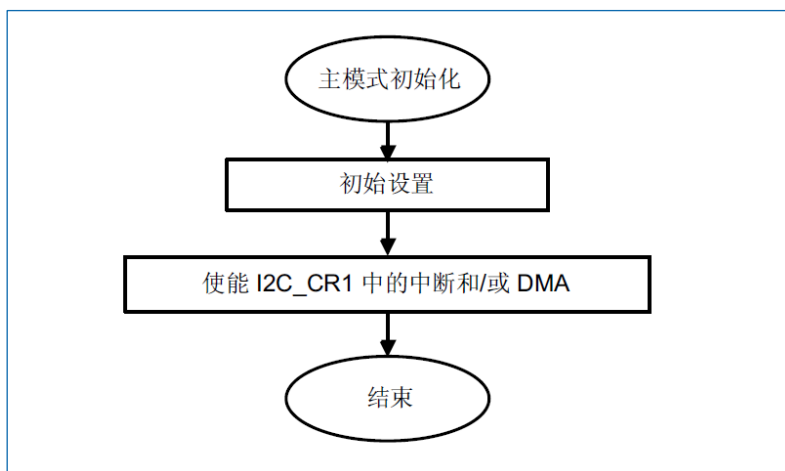 主模式初始化
初始设置
使能 I2C_CR1 中的中断和/或 DMA
结束